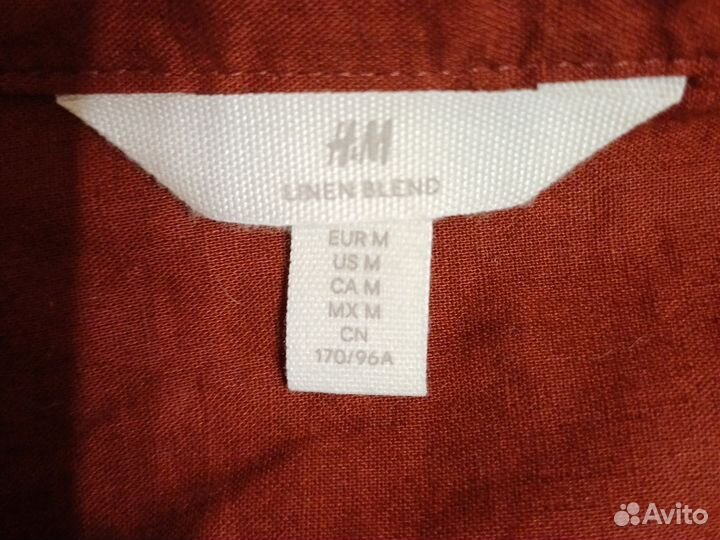 H&M
LINEN BLEND
EUR M
US M
CA M
MX M
CN
170/96A
Avito